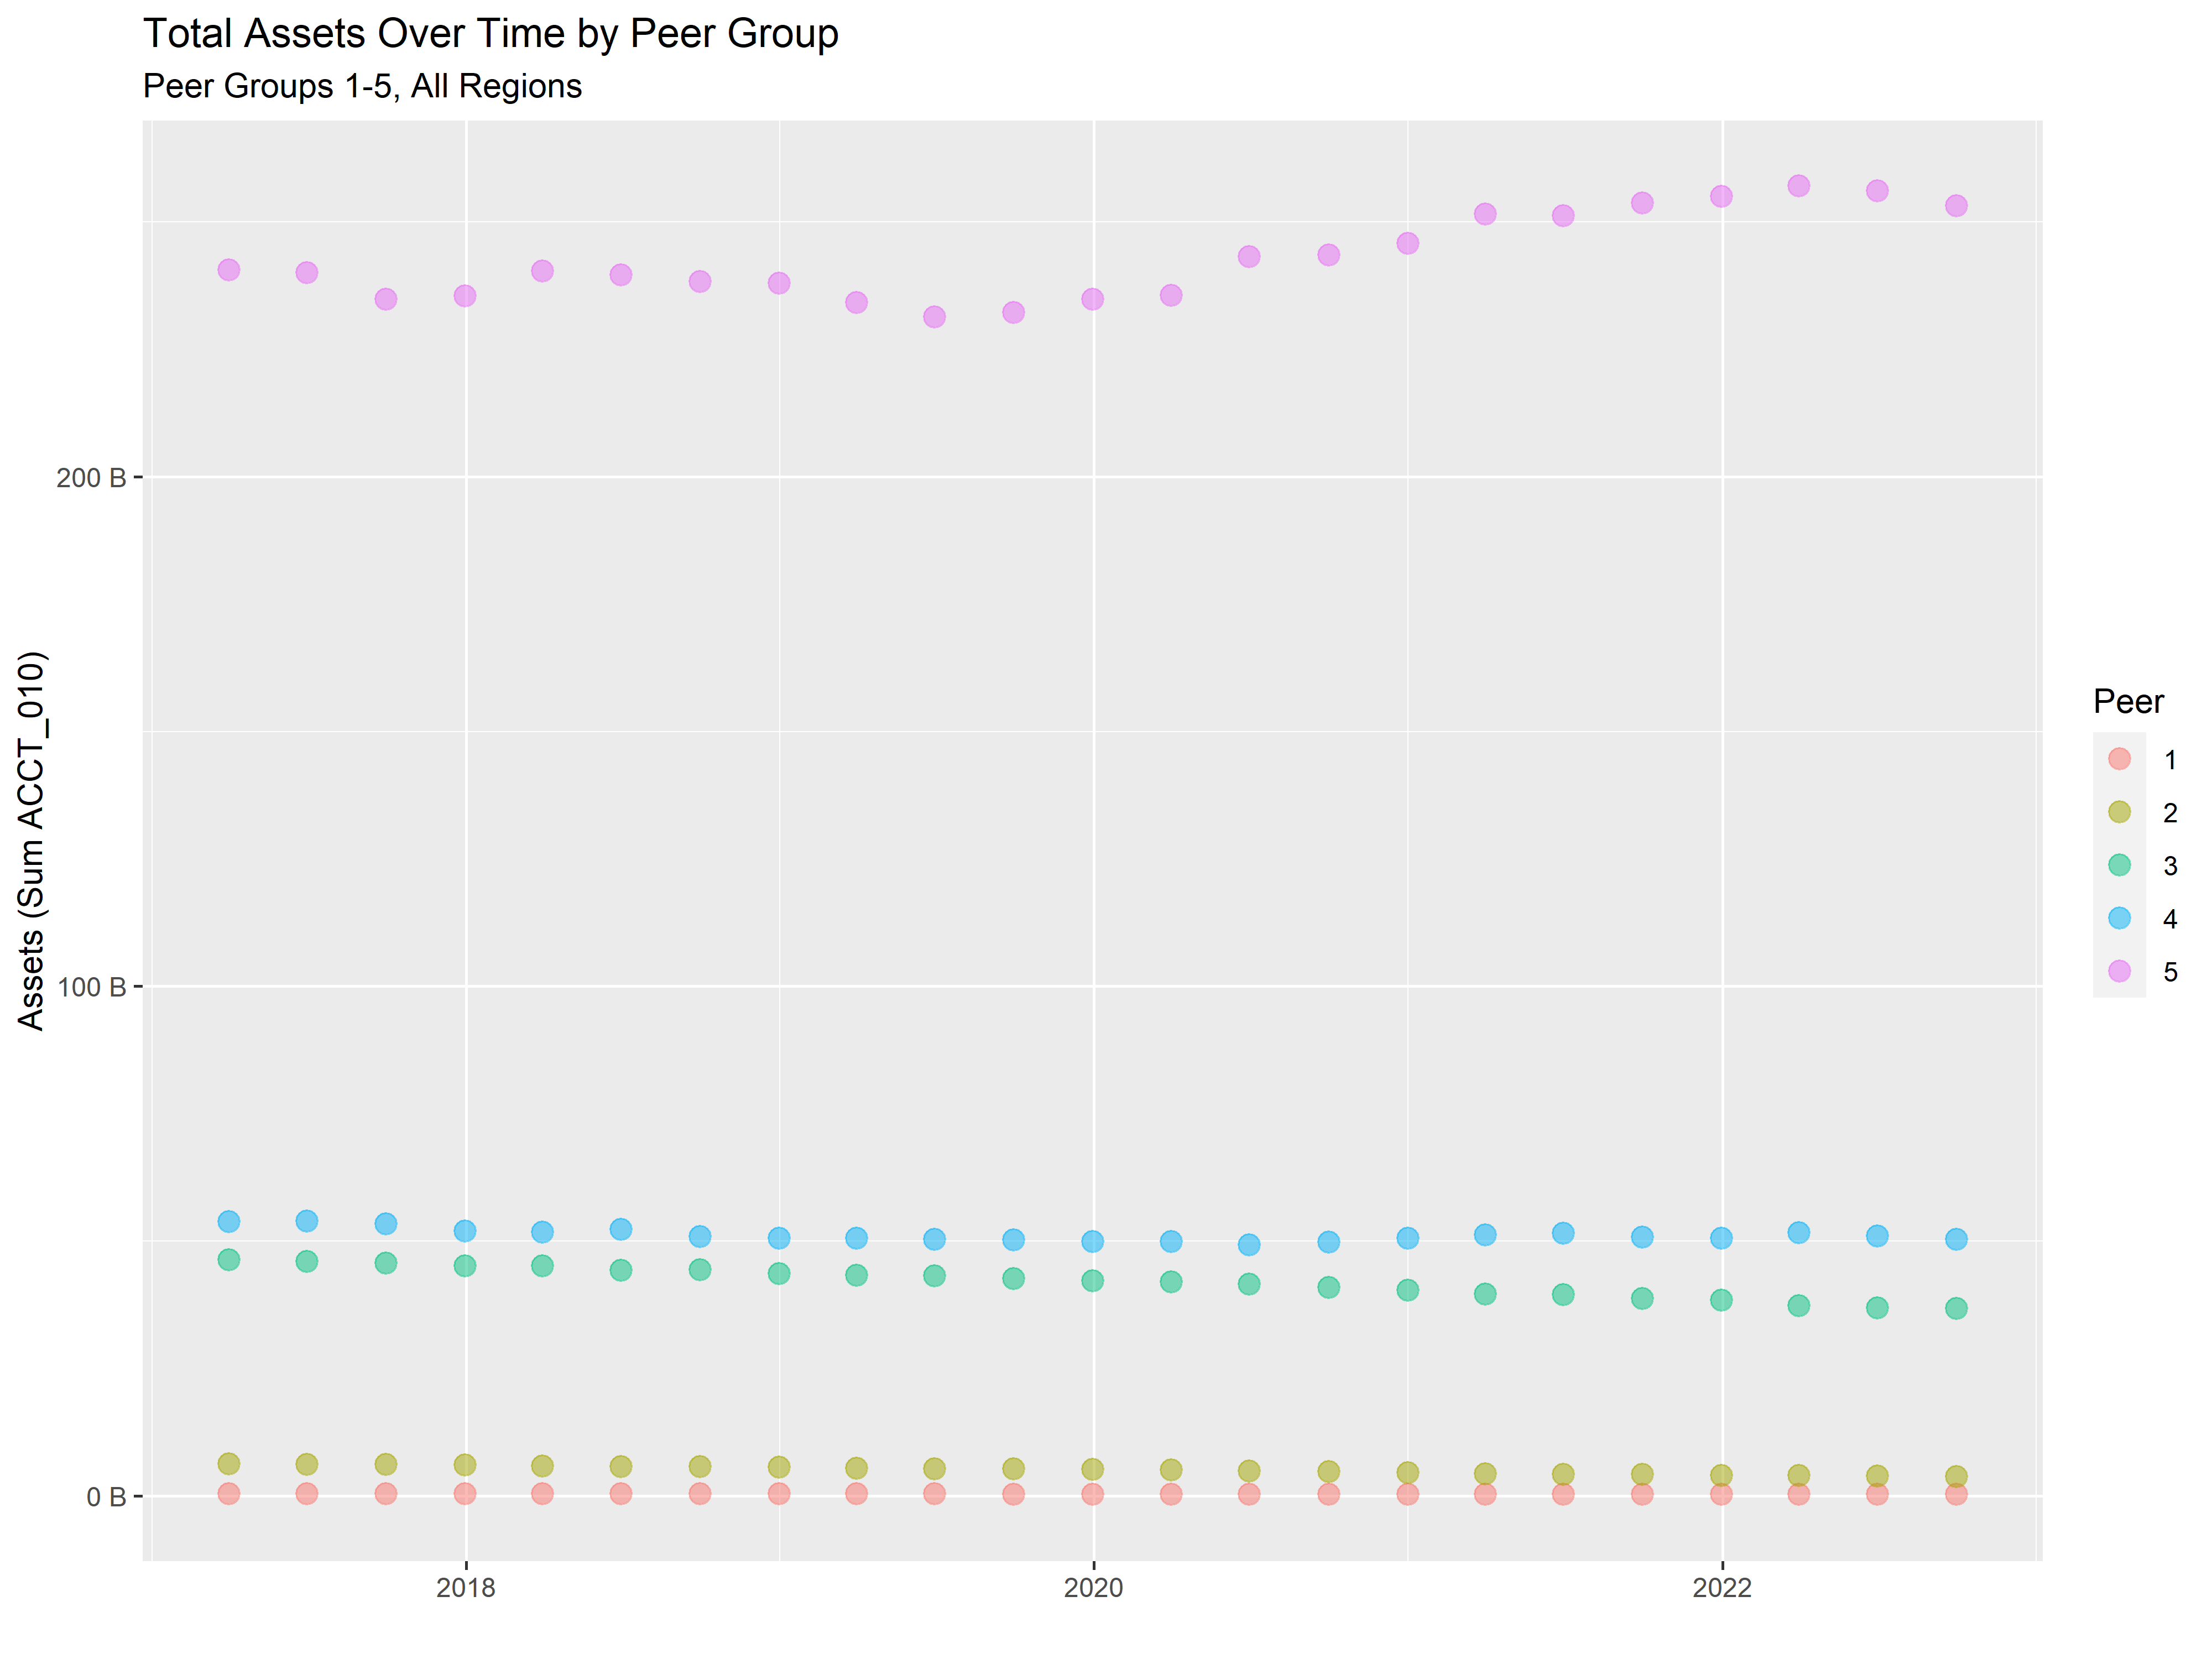 Total Assets Over Time by Peer Group
Peer Groups 1-5, All Regions
Assets (Sum ACCT_010)
200 B
100 B
0 B
2018
2020
2022
Peer
1
2
3
4
5